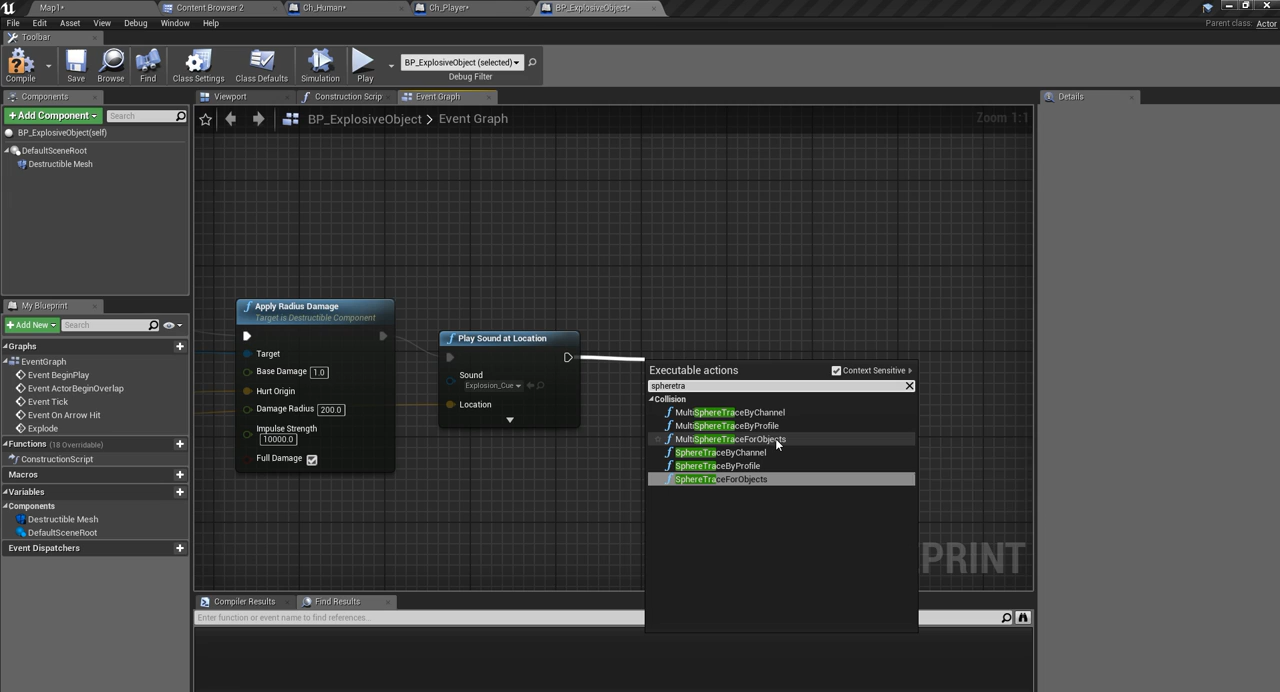 Map1*
Content Browser 2
Ch_Human*
Ch_Player*
BP_ExplosiveObject*
File Edit Asset View Debug Window Help
Parent class: Actor
Toolbar
Compile
Save
Browse
Find
Class Settings
Class Defaults
Simulation
Play
BP_ExplosiveObject (selected)
Debug Filter
Components
+Add Component
Search
BP_ExplosiveObject(self)
DefaultSceneRoot
Destructible Mesh
My Blueprint
+Add New
Search
Graphs
EventGraph
Event BeginPlay
Event ActorBeginOverlap
Event Tick
Event On Arrow Hit
Explode
Functions (18 Overridable)
ConstructionScript
Macros
Variables
Components
Destructible Mesh
DefaultSceneRoot
Event Dispatchers
Viewport
Construction Scrip
Event Graph
BP_ExplosiveObject > Event Graph
Zoom 1:1
Apply Radius Damage
Target is Destructible Component
Target
Base Damage 1.0
Hurt Origin
Damage Radius 200.0
Impulse Strength
10000.0
Full Damage
Play Sound at Location
Sound
Explosion_Cue
Location
Executable actions
Context Sensitive
spheretra
Collision
MultiSphereTraceByChannel
MultiSphereTraceByProfile
MultiSphereTraceForObjects
SphereTraceByChannel
SphereTraceByProfile
SphereTraceForObjects
PRINT
Compiler Results
Find Results
Enter function or event name to find references...
Details